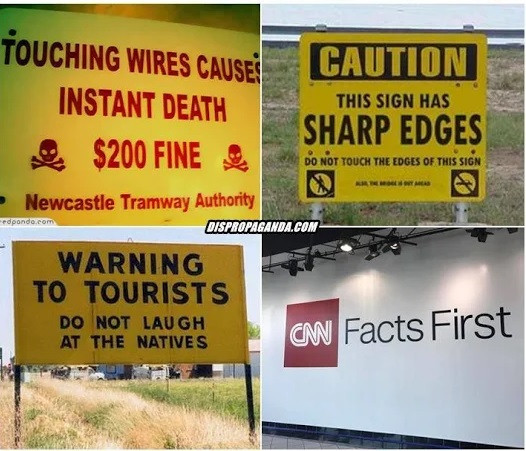 TOUCHING WIRES CAUSES
INSTANT DEATH
$200 FINE
Newcastle Tramway Authority
redpanda.com
CAUTION
THIS SIGN HAS
SHARP EDGES
DO NOT TOUCH THE EDGES OF THIS SIGN
ALSO, THE BRIDGE IS OUT AHEAD
DISPROPAGANDA.COM
WARNING
TO TOURISTS
DO NOT LAUGH
AT THE NATIVES
CNN Facts First